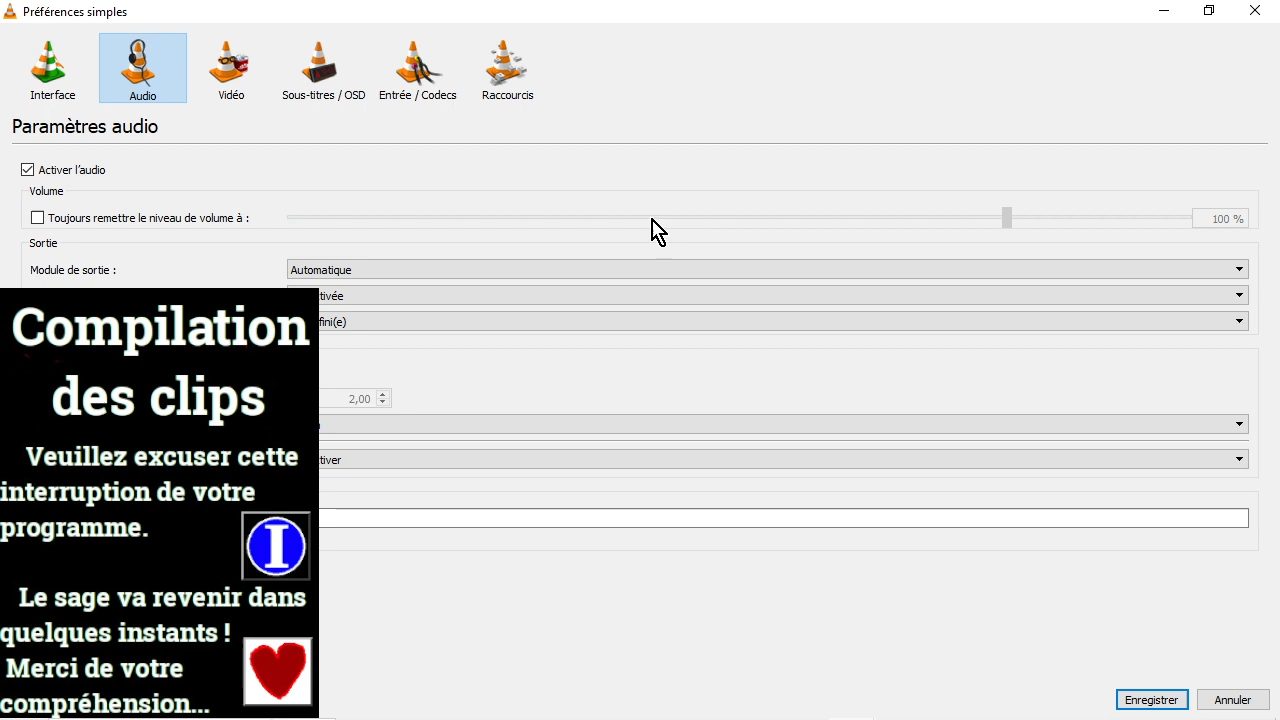 Préférences simples
Interface
Audio
Vidéo
Sous-titres / OSD
Entrée / Codecs
Raccourcis
Paramètres audio
Activer l'audio
Volume
Toujours remettre le niveau de volume à :
100 %
Sortie
Module de sortie :
Automatique
tivée
fini(e)
2,00
tiver
Compilation
des clips
Veuillez excuser cette
interruption de votre
programme.
I
Le sage va revenir dans
quelques instants !
Merci de votre
compréhension...
Enregistrer
Annuler